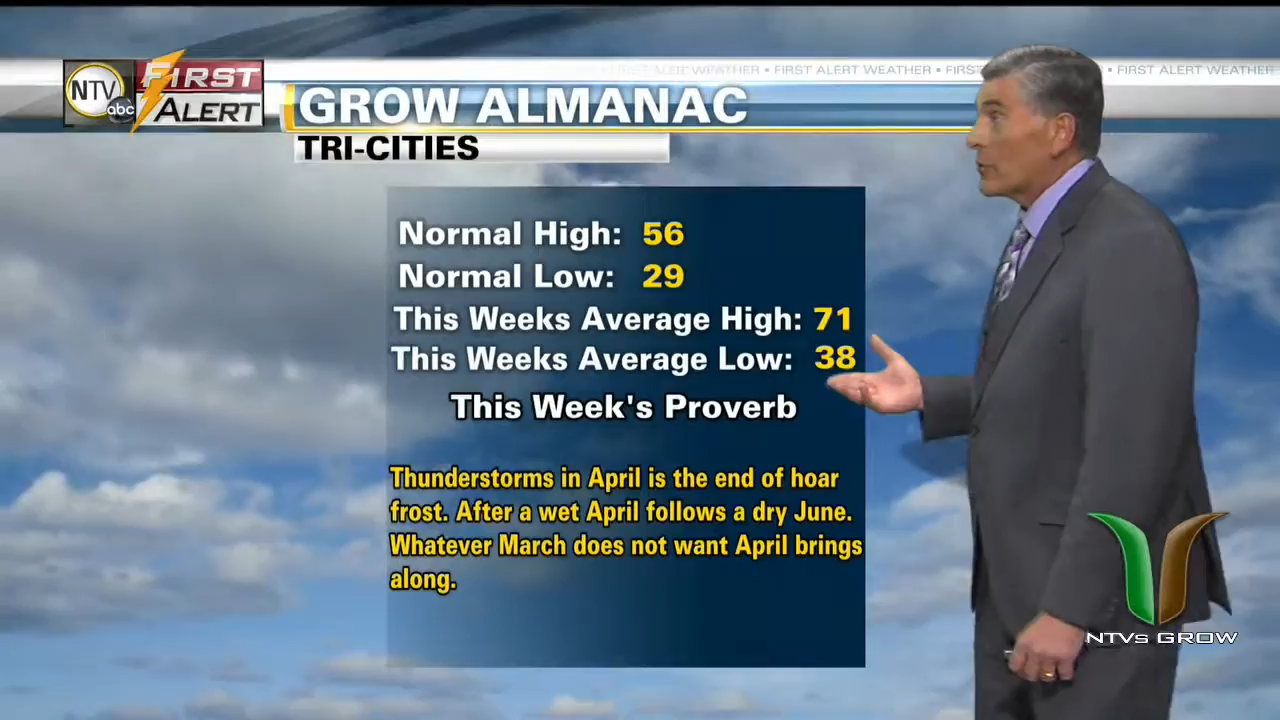 NTV
abc
FIRST
ALERT
FIRST ALERT WEATHER • FIRST ALERT WEATHER • FIRS
• FIRST ALERT WEATHER
GROW ALMANAC
TRI-CITIES
Normal High: 56
Normal Low: 29
This Weeks Average High: 71
This Weeks Average Low: 38
This Week's Proverb
Thunderstorms in April is the end of hoar
frost. After a wet April follows a dry June.
Whatever March does not want April brings
along.
NTVs GROW